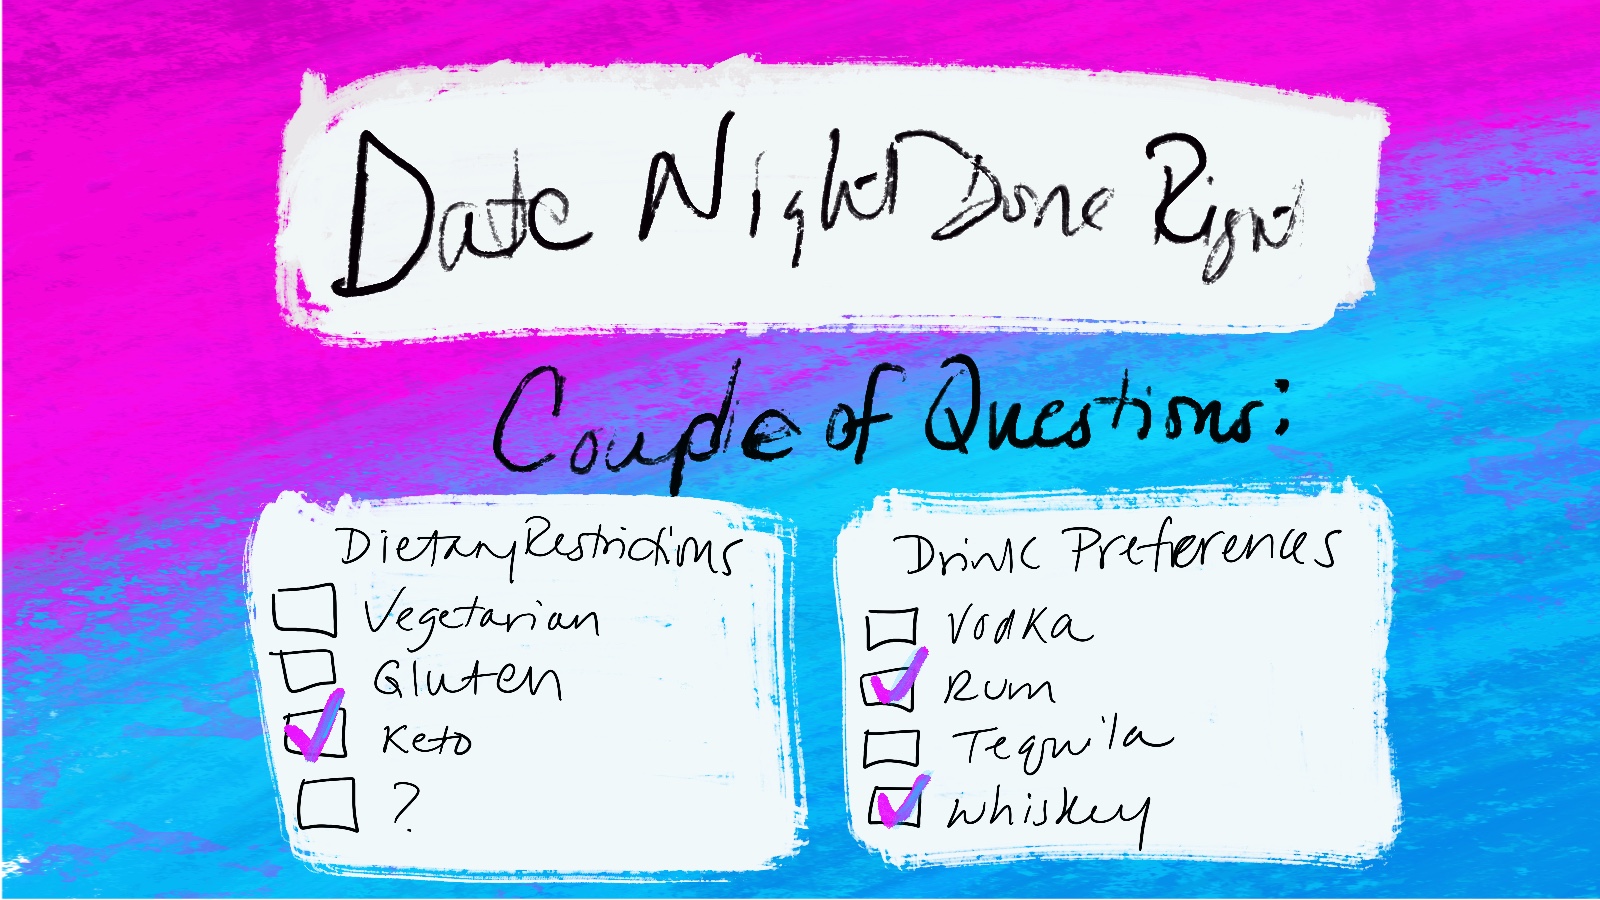 Date Night Done Right
Couple of Questions:
Dietary Restrictions
Vegetarian
Gluten
Keto
?
Drink Preferences
Vodka
Rum
Tequila
Whiskey